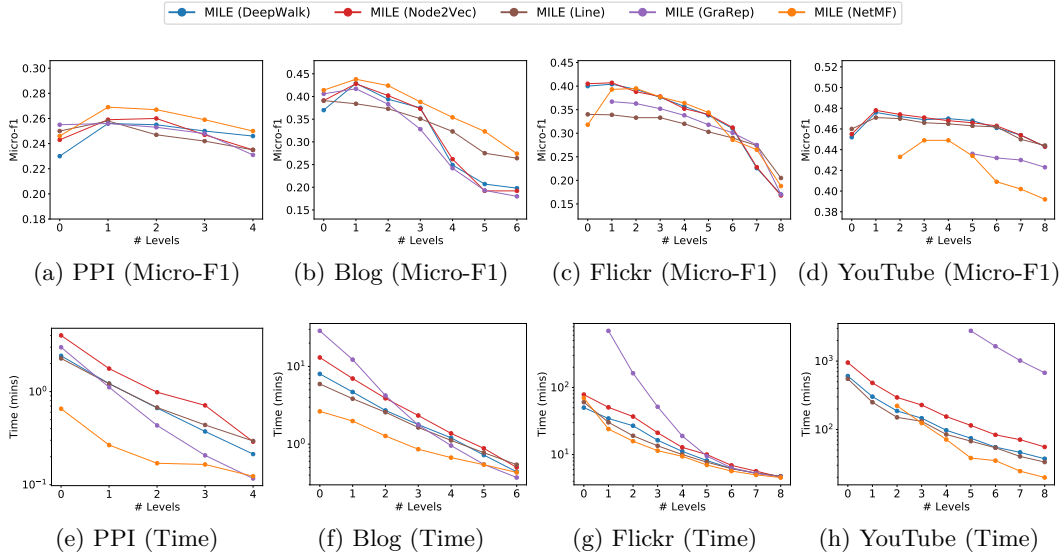 MILE (DeepWalk) MILE (Node2Vec) MILE (Line) MILE (GraRep) MILE (NetMF)
0.30
0.28
0.26
0.24
0.22
0.20
0.18
Micro-f1
0 1 2 3 4
# Levels
(a) PPI (Micro-F1)
0.45
0.40
0.35
0.30
0.25
0.20
0.15
Micro-f1
0 1 2 3 4 5 6
# Levels
(b) Blog (Micro-F1)
0.45
0.40
0.35
0.30
0.25
0.20
0.15
Micro-f1
0 1 2 3 4 5 6 7 8
# Levels
(c) Flickr (Micro-F1)
0.52
0.50
0.48
0.46
0.44
0.42
0.40
0.38
Micro-f1
0 1 2 3 4 5 6 7 8
# Levels
(d) YouTube (Micro-F1)
10⁰
10⁻¹
Time (mins)
0 1 2 3 4
# Levels
(e) PPI (Time)
10¹
10⁰
Time (mins)
0 1 2 3 4 5 6
# Levels
(f) Blog (Time)
10²
10¹
Time (mins)
0 1 2 3 4 5 6 7 8
# Levels
(g) Flickr (Time)
10³
10²
Time (mins)
0 1 2 3 4 5 6 7 8
# Levels
(h) YouTube (Time)